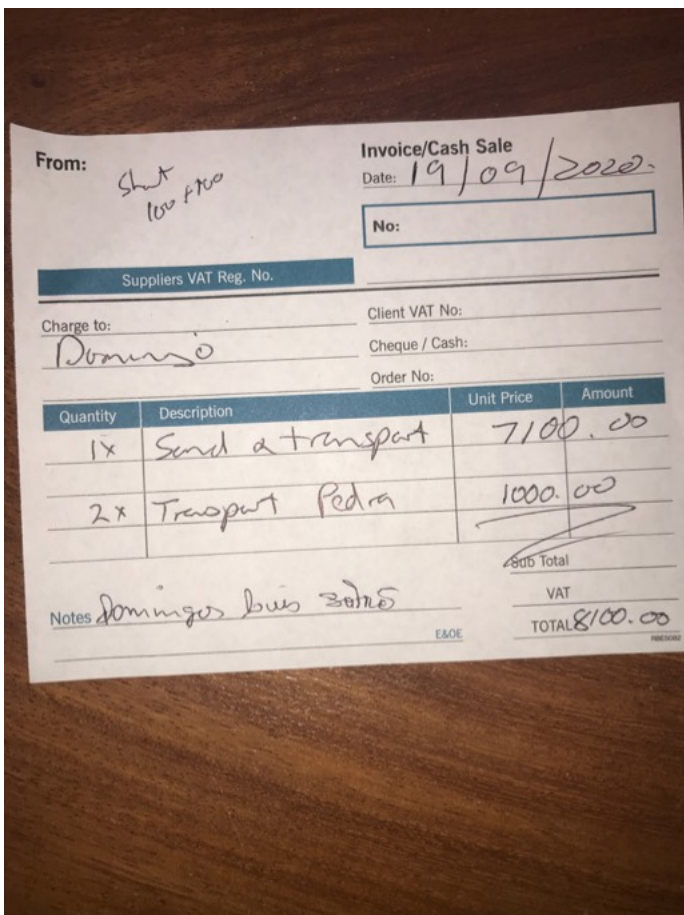 From:
Invoice/Cash Sale
Date: 19/09/2020.
No:
Suppliers VAT Reg. No.
Charge to:
Domingo
Client VAT No:
Cheque / Cash:
Order No:
Quantity Description Unit Price Amount
1x Sand & transport 7100.00
2x Transport Pedra 1000.00
Sub Total
VAT
Notes Domingos Luis
E&OE
TOTAL 8100.00